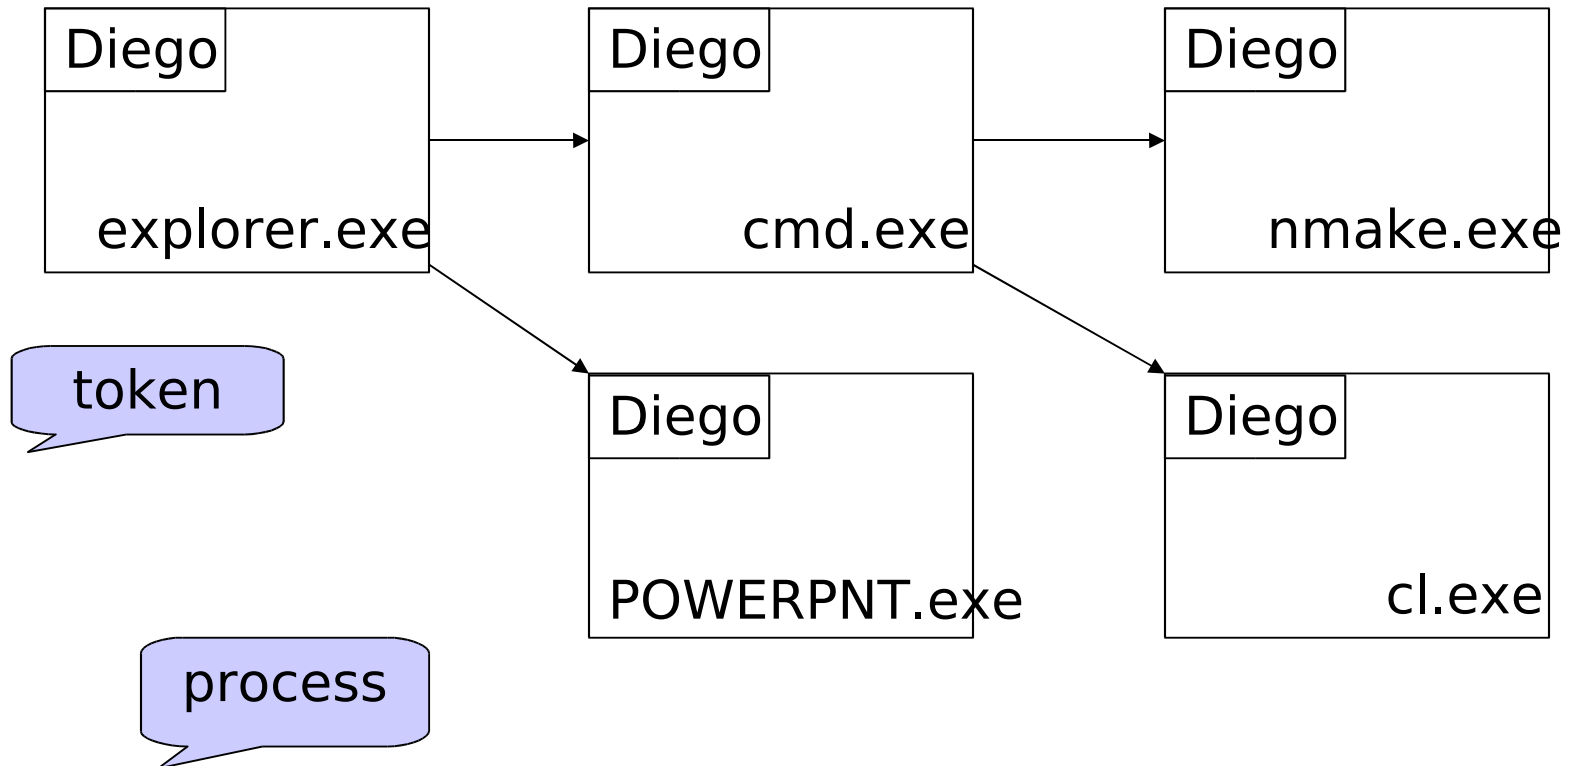 Diego
Diego
Diego
explorer.exe
cmd.exe
nmake.exe
token
Diego
Diego
POWERPNT.exe
cl.exe
process